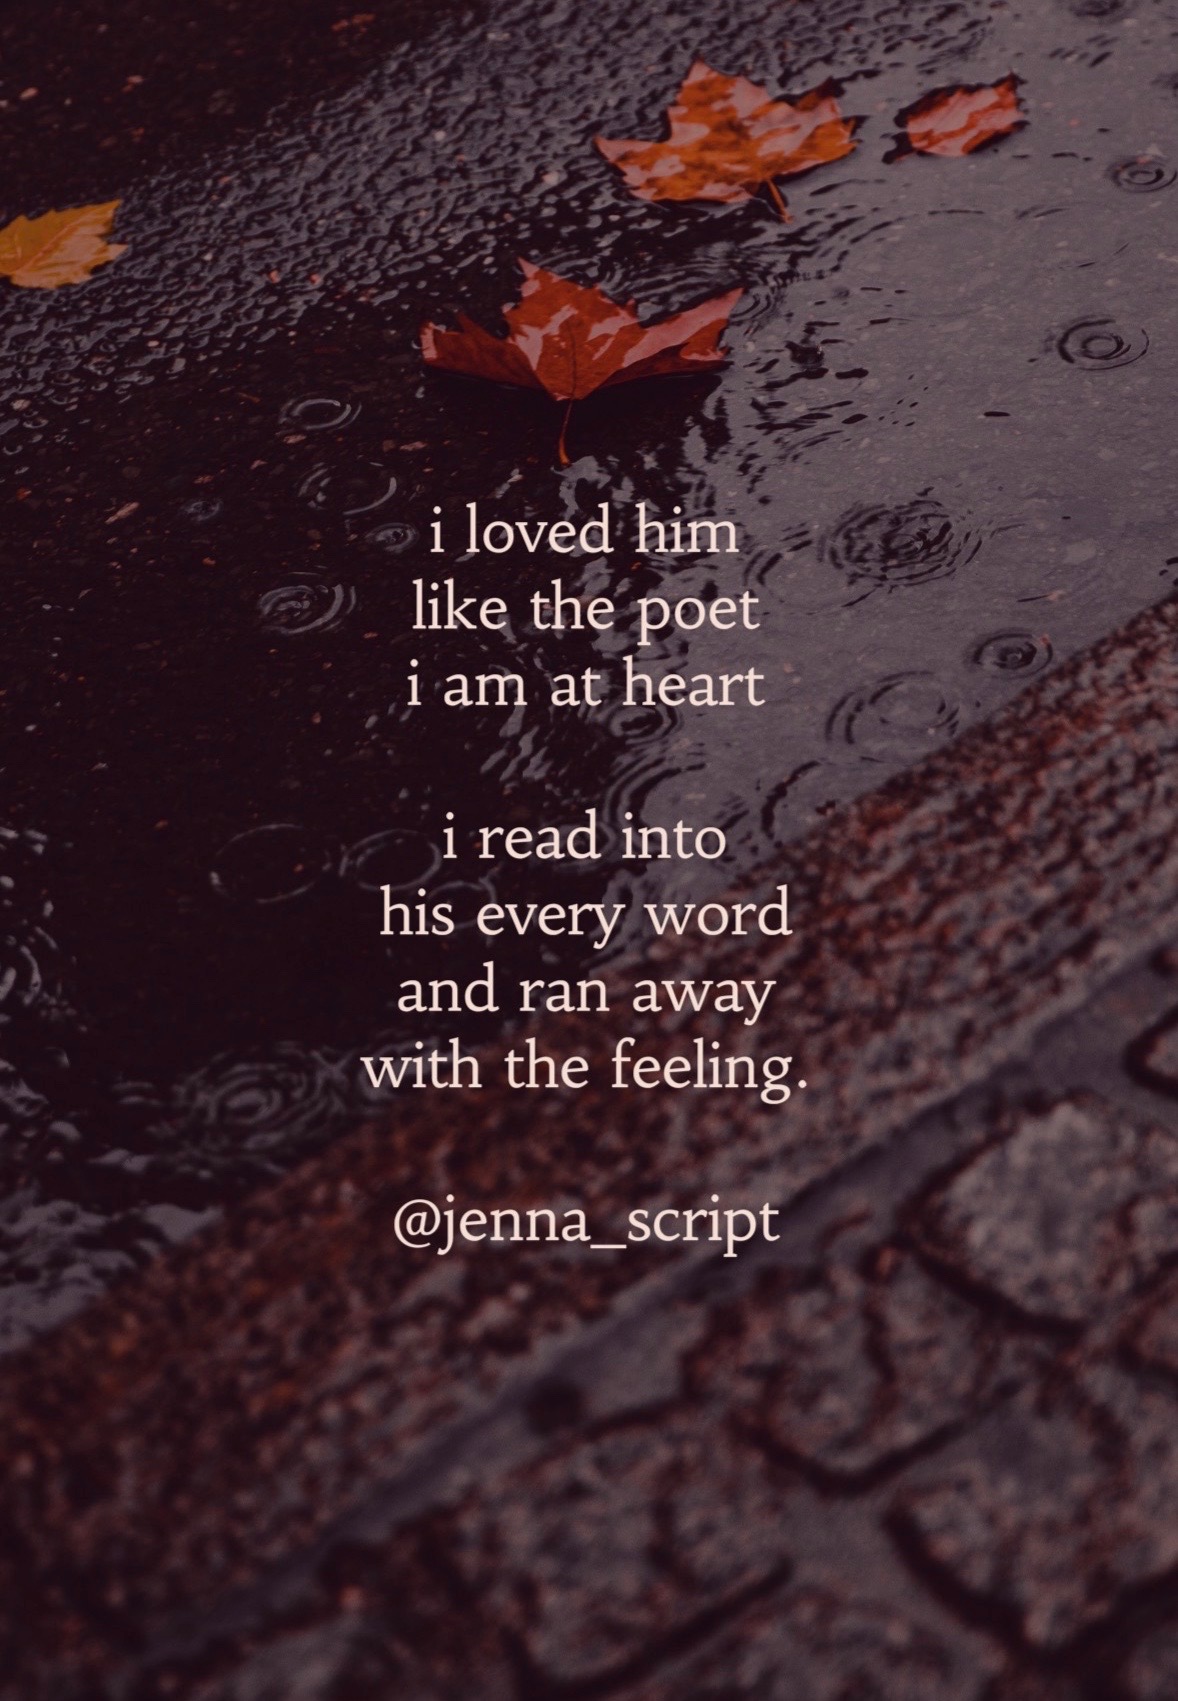 i loved him
like the poet
i am at heart
i read into
his every word
and ran away
with the feeling.
@jenna_script